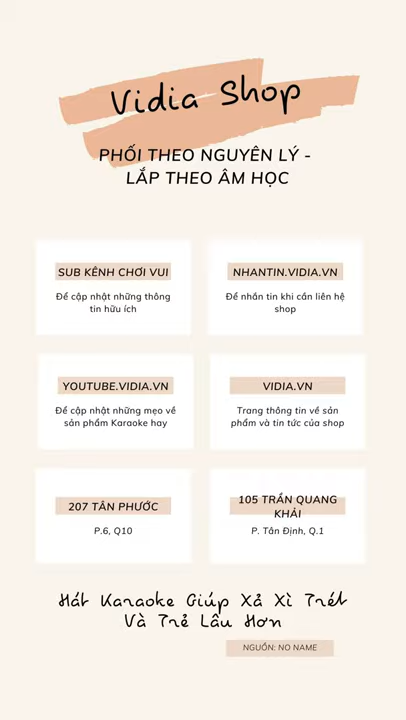 Vidia Shop
PHỐI THEO NGUYÊN LÝ -
LẮP THEO ÂM HỌC
SUB KÊNH CHƠI VUI
Để cập nhật những thông
tin hữu ích
NHANTIN.VIDIA.VN
Để nhắn tin khi cần liên hệ
shop
YOUTUBE.VIDIA.VN
Để cập nhật những mẹo về
sản phẩm Karaoke hay
VIDIA.VN
Trang thông tin về sản
phẩm và tin tức của shop
207 TÂN PHƯỚC
P.6, Q10
105 TRẦN QUANG
KHẢI
P. Tân Định, Q.1
Hát Karaoke Giúp Xả Xì Trét
Và Trẻ Lâu Hơn
NGUỒN: NO NAME